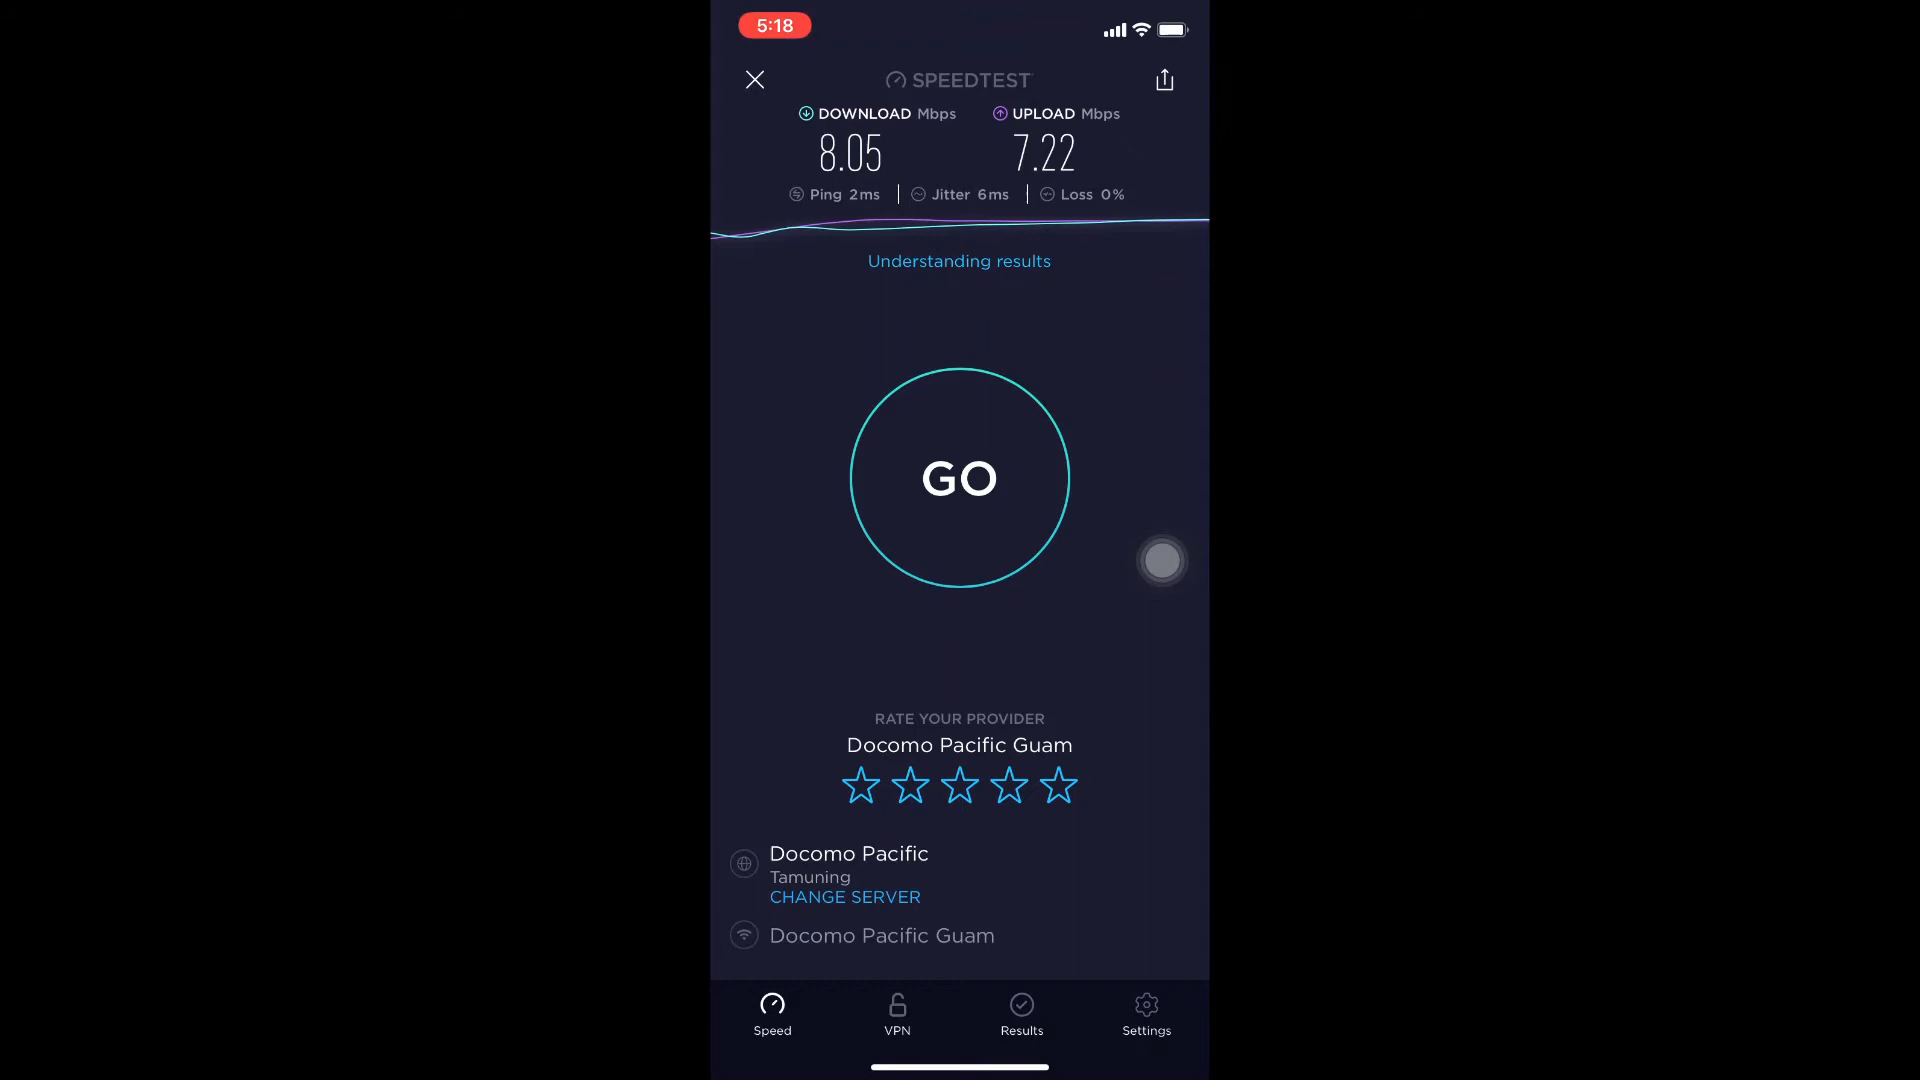 5:18
SPEEDTEST
DOWNLOAD Mbps UPLOAD Mbps
8.05 7.22
Ping 2ms Jitter 6ms Loss 0%
Understanding results
GO
RATE YOUR PROVIDER
Docomo Pacific Guam
Docomo Pacific
Tamuning
CHANGE SERVER
Docomo Pacific Guam
Speed VPN Results Settings